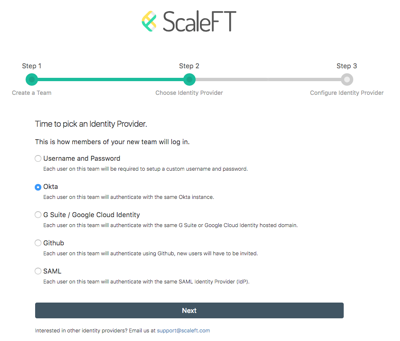 ScaleFT
Step 1 Step 2 Step 3
Create a Team Choose Identity Provider Configure Identity Provider
Time to pick an Identity Provider.
This is how members of your new team will log in.
Username and Password
Each user on this team will be required to setup a custom username and password.
Okta
Each user on this team will authenticate with the same Okta instance.
G Suite / Google Cloud Identity
Each user on this team will authenticate with the same G Suite or Google Cloud Identity hosted domain.
Github
Each user on this team will authenticate using Github, new users will have to be invited.
SAML
Each user on this team will authenticate with the same SAML Identity Provider (IdP).
Next
Interested in other identity providers? Email us at support@scaleft.com